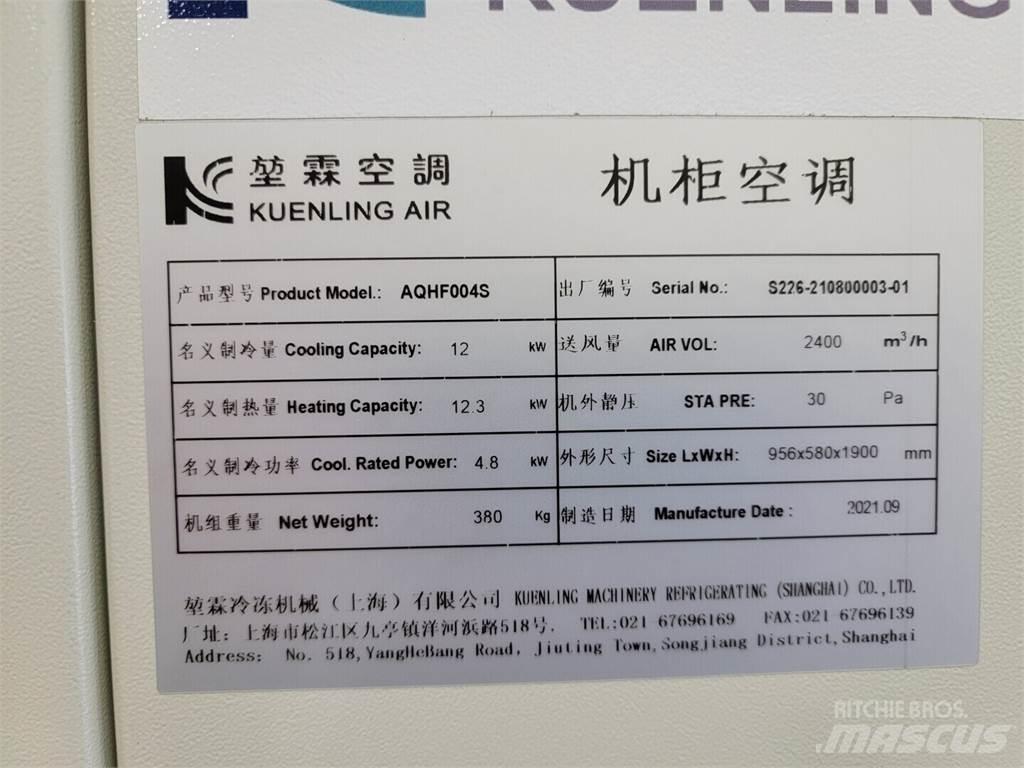 KUENLING
堃霖空調 机柜空调
KUENLING AIR
产品型号 Product Model.: AQHF004S 出厂编号 Serial No.: S226-210800003-01
名义制冷量 Cooling Capacity: 12 kW 送风量 AIR VOL: 2400 m³/h
名义制热量 Heating Capacity: 12.3 kW 机外静压 STA PRE: 30 Pa
名义制冷功率 Cool. Rated Power: 4.8 kW 外形尺寸 Size LxWxH: 956x580x1900 mm
机组重量 Net Weight: 380 Kg 制造日期 Manufacture Date: 2021.09
堃霖冷冻机械（上海）有限公司 KUENLING MACHINERY REFRIGERATING (SHANGHAI) CO.,LTD.
厂址：上海市松江区九亭镇洋河浜路518号. TEL:021 67696169 FAX:021 67696139
Address: No. 518,YangHeBang Road, Jiuting Town,Songjiang District,Shanghai
RITCHIE BROS.
MASCUS